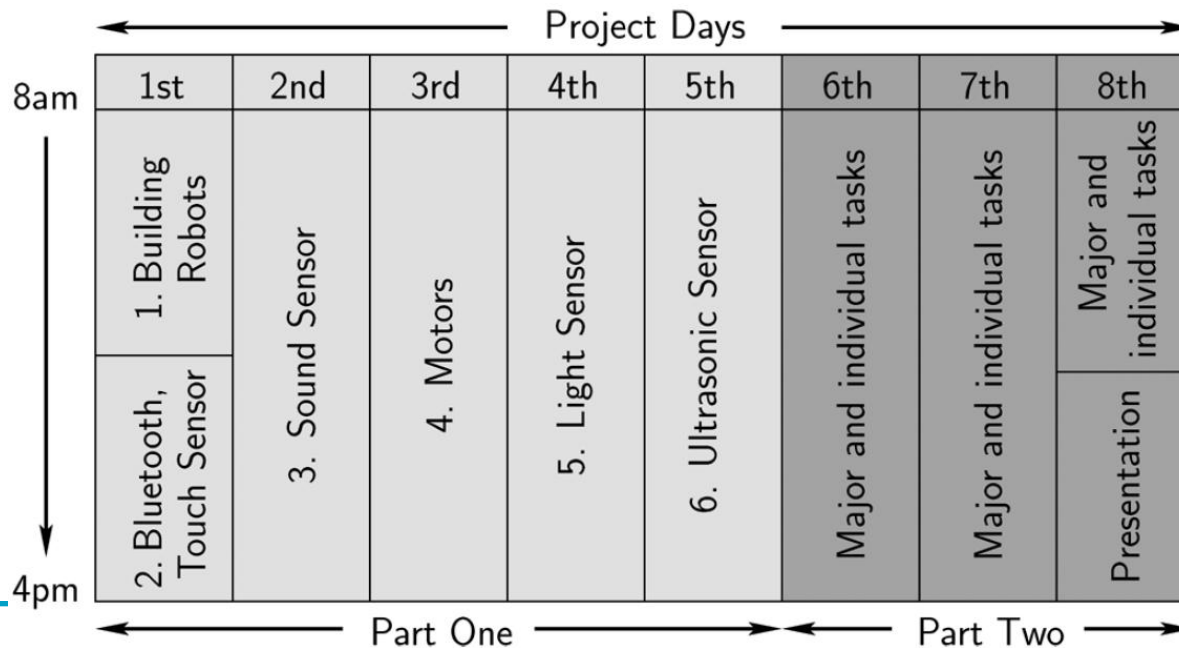 Project Days
8am
1st
2nd
3rd
4th
5th
6th
7th
8th
1. Building
Robots
2. Bluetooth,
Touch Sensor
3. Sound Sensor
4. Motors
5. Light Sensor
6. Ultrasonic Sensor
Major and individual tasks
Major and individual tasks
Major and
individual tasks
Presentation
4pm
Part One
Part Two